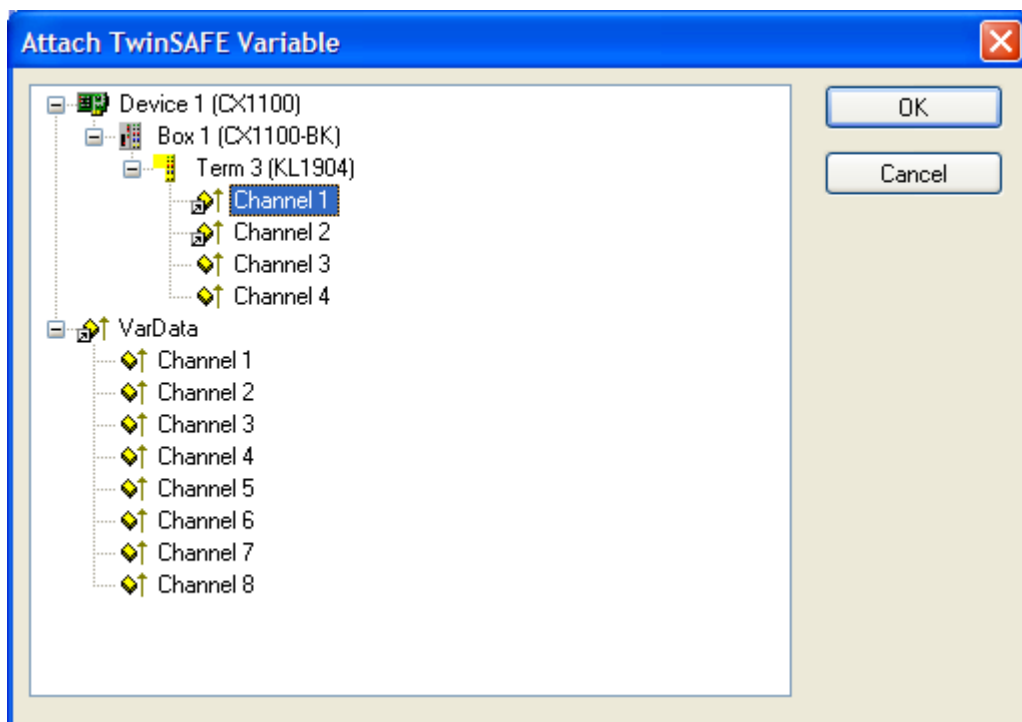 Attach TwinSAFE Variable
Device 1 (CX1100)
OK
Box 1 (CX1100-BK)
Term 3 (KL1904)
Cancel
Channel 1
Channel 2
Channel 3
Channel 4
VarData
Channel 1
Channel 2
Channel 3
Channel 4
Channel 5
Channel 6
Channel 7
Channel 8